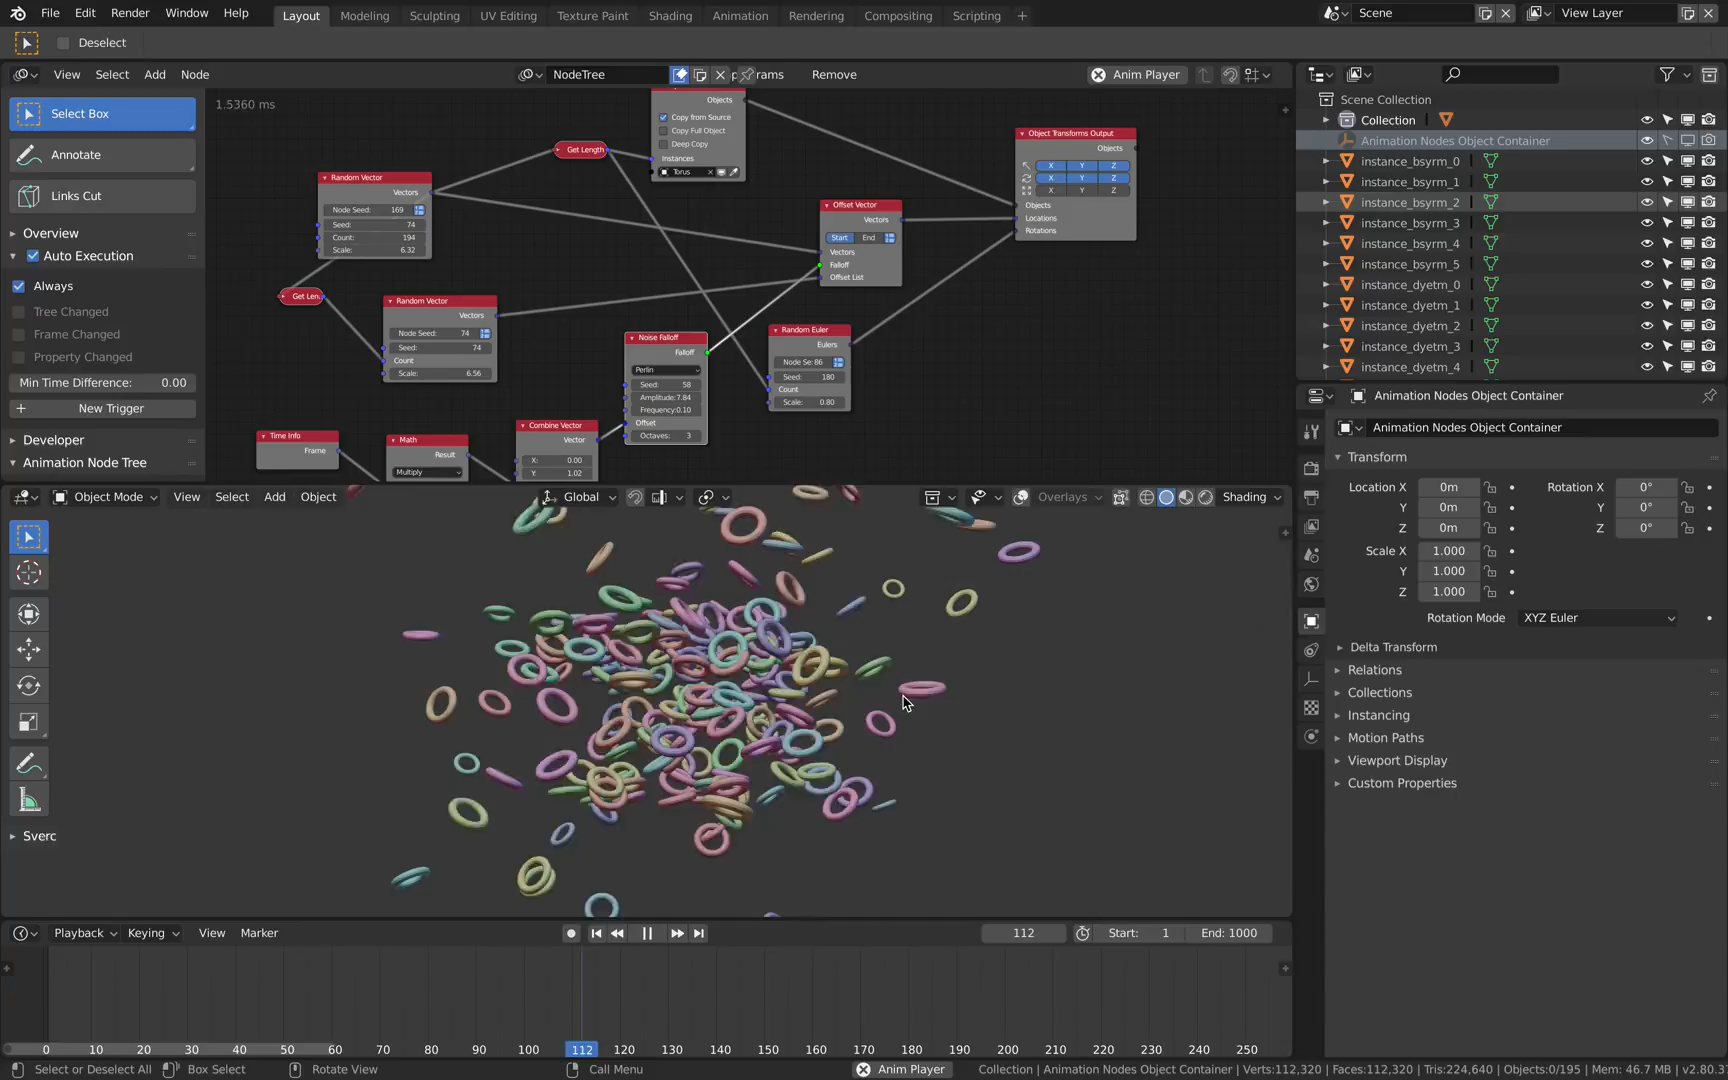 File Edit Render Window Help Layout Modeling Sculpting UV Editing Texture Paint Shading Animation Rendering Compositing Scripting + Scene View Layer
Deselect
View Select Add Node NodeTree rams Remove Anim Player
1.5360 ms
Select Box
Annotate
Links Cut
Overview
Auto Execution
Always
Tree Changed
Frame Changed
Property Changed
Min Time Difference: 0.00
New Trigger
Developer
Animation Node Tree
Objects
Copy from Source
Copy Full Object
Deep Copy
Instances
Torus
Get Length
Random Vector
Vectors
Node Seed: 169
Seed: 74
Count: 194
Scale: 6.32
Get Len
Random Vector
Vectors
Node Seed: 74
Seed: 74
Count
Scale: 6.56
Object Transforms Output
Objects
X Y Z
X Y Z
X Y Z
Objects
Locations
Rotations
Offset Vector
Vectors
Start End
Vectors
Falloff
Offset List
Noise Falloff
Falloff
Perlin
Seed: 58
Amplitude:7.84
Frequency:0.10
Offset
Octaves: 3
Random Euler
Eulers
Node Se: 86
Seed: 180
Count
Scale: 0.80
Time Info
Frame
Math
Result
Multiply
Combine Vector
Vector
X: 0.00
Y: 1.02
Scene Collection
Collection
Animation Nodes Object Container
instance_bsyrm_0
instance_bsyrm_1
instance_bsyrm_2
instance_bsyrm_3
instance_bsyrm_4
instance_bsyrm_5
instance_dyetm_0
instance_dyetm_1
instance_dyetm_2
instance_dyetm_3
instance_dyetm_4
Animation Nodes Object Container
Animation Nodes Object Container
Transform
Location X 0m Rotation X 0°
Y 0m Y 0°
Z 0m Z 0°
Scale X 1.000
Y 1.000
Z 1.000
Rotation Mode XYZ Euler
Delta Transform
Relations
Collections
Instancing
Motion Paths
Viewport Display
Custom Properties
Object Mode View Select Add Object Global Overlays Shading
Sverc
Playback Keying View Marker 112 Start: 1 End: 1000
0 10 20 30 40 50 60 70 80 90 100 112 120 130 140 150 160 170 180 190 200 210 220 230 240 250
Select or Deselect All Box Select Rotate View Call Menu Anim Player Collection | Animation Nodes Object Container | Verts:112,320 | Faces:112,320 | Tris:224,640 | Objects:0/195 | Mem: 46.7 MB | v2.80.3